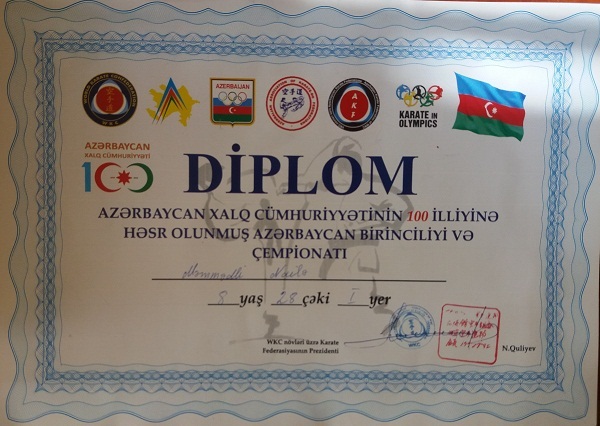 AZERBAIJAN
AKF
KARATE IN
OLYMPICS
AZƏRBAYCAN
XALQ CÜMHURİYYƏTİ
100
DİPLOM
AZƏRBAYCAN XALQ CÜMHURİYYƏTİNİN 100 İLLİYİNƏ
HƏSR OLUNMUŞ AZƏRBAYCAN BİRİNCİLİYİ VƏ
ÇEMPİONATI
8 yaş 28 çəki I yer
WKC növləri üzrə Karate
Federasiyasının Prezidenti
N.Quliyev